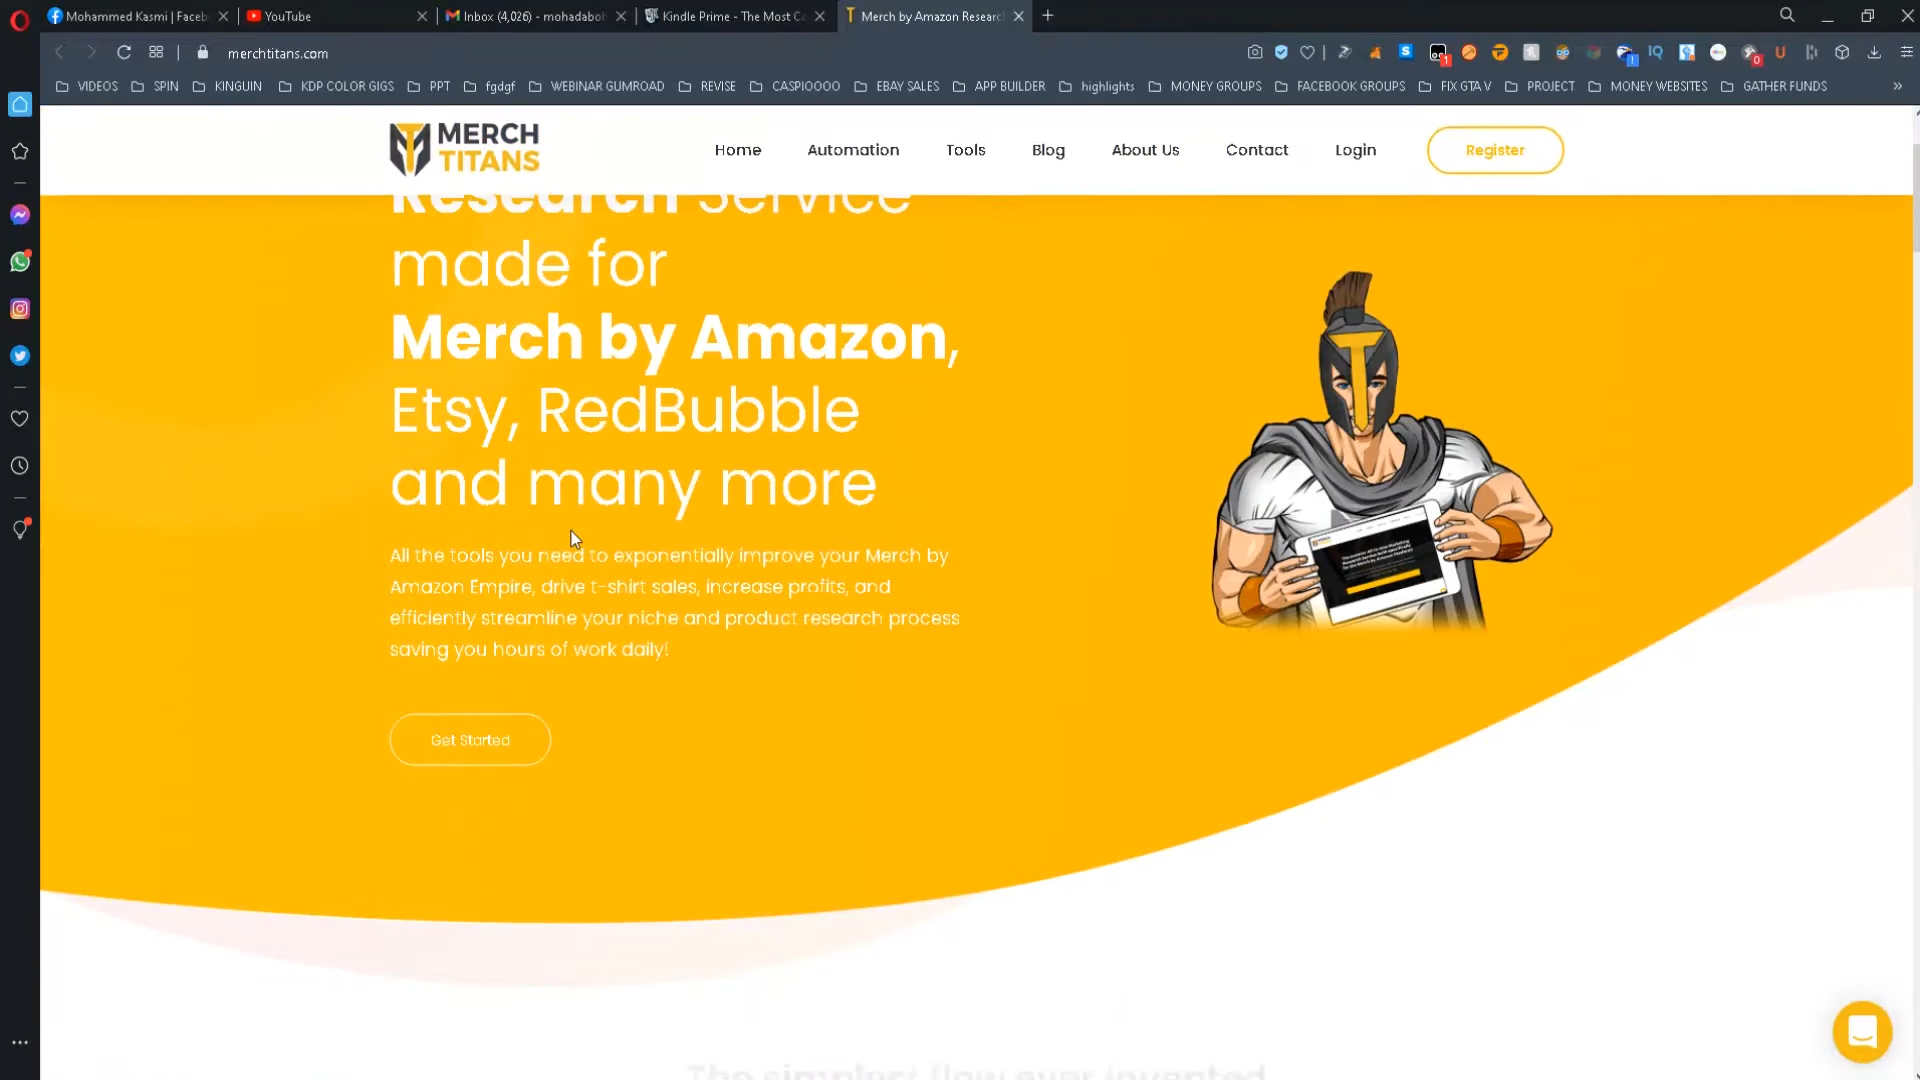 Mohammed Kasmi | Faceb
YouTube
Inbox (4,026) - mohadaboh
Kindle Prime - The Most Co
Merch by Amazon Researc
merchtitans.com
VIDEOS
SPIN
KINGUIN
KDP COLOR GIGS
PPT
fgdgf
WEBINAR GUMROAD
REVISE
CASPIOOOO
EBAY SALES
APP BUILDER
highlights
MONEY GROUPS
FACEBOOK GROUPS
FIX GTA V
PROJECT
MONEY WEBSITES
GATHER FUNDS
MERCH
TITANS
Home
Automation
Tools
Blog
About Us
Contact
Login
Register
Research Service
made for
Merch by Amazon,
Etsy, RedBubble
and many more
All the tools you need to exponentially improve your Merch by
Amazon Empire, drive t-shirt sales, increase profits, and
efficiently streamline your niche and product research process
saving you hours of work daily!
Get Started
The simplest flow ever invented